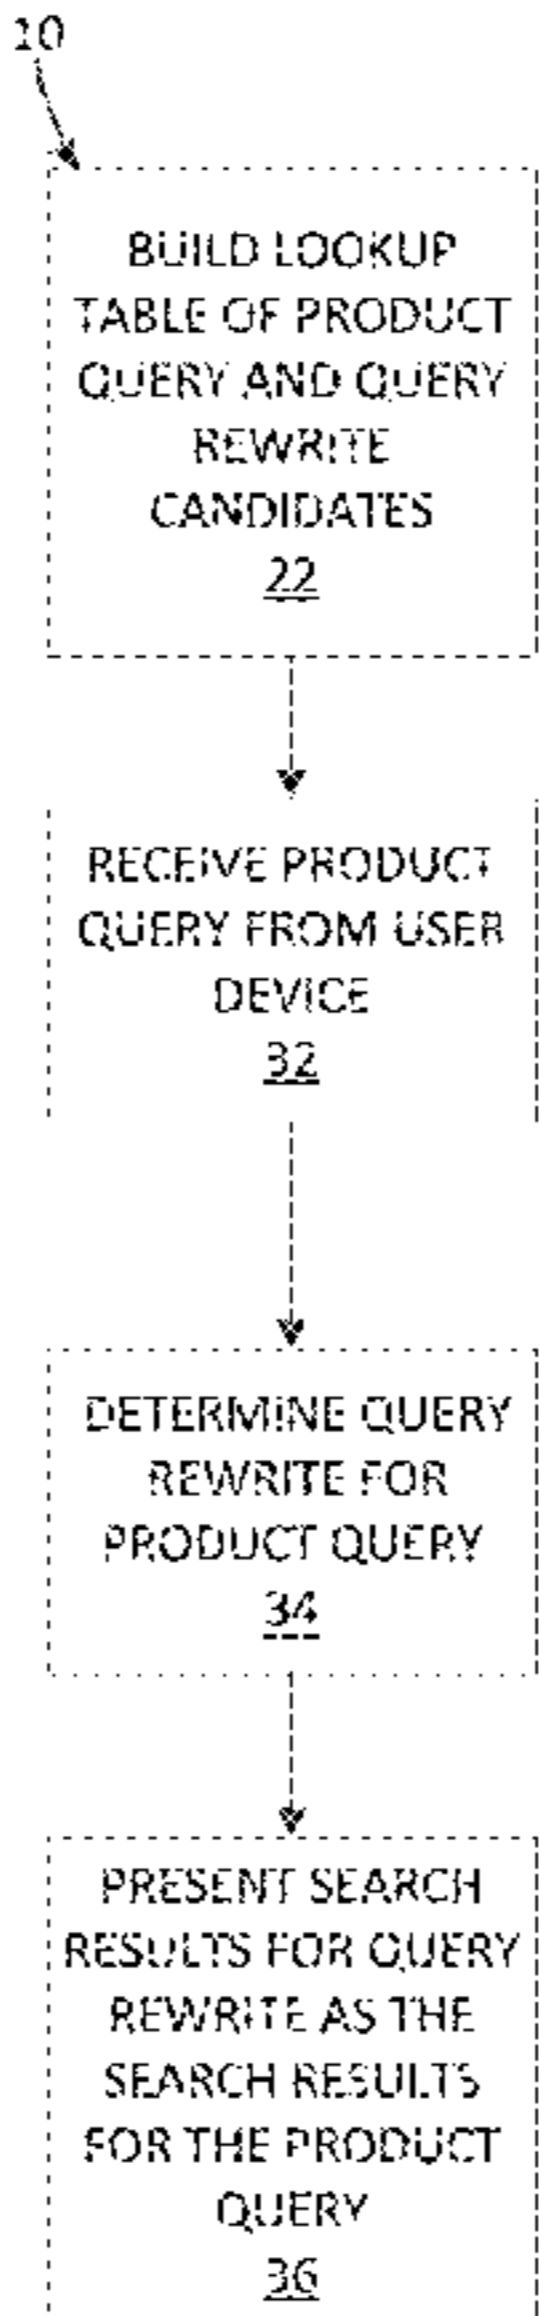 10
BUILD LOOKUP
TABLE OF PRODUCT
QUERY AND QUERY
REWRITE
CANDIDATES
22
RECEIVE PRODUCT
QUERY FROM USER
DEVICE
32
DETERMINE QUERY
REWRITE FOR
PRODUCT QUERY
34
PRESENT SEARCH
RESULTS FOR QUERY
REWRITE AS THE
SEARCH RESULTS
FOR THE PRODUCT
QUERY
36